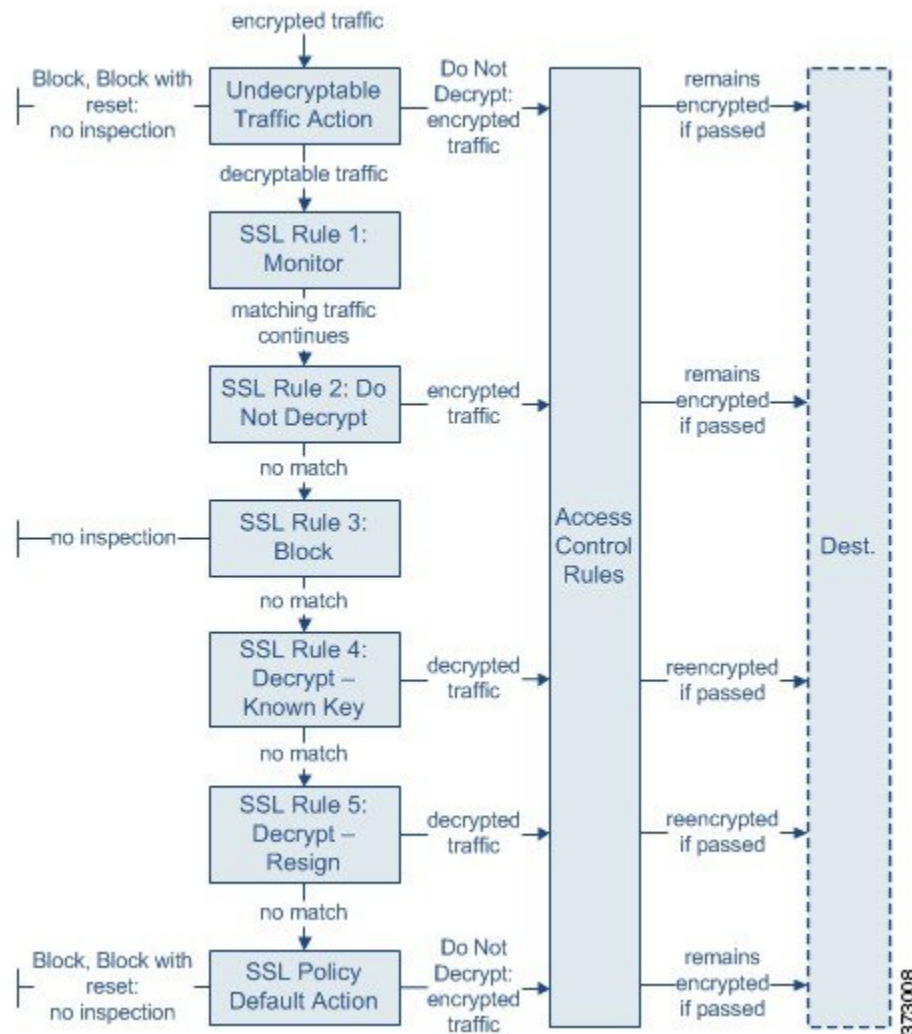 encrypted traffic
Block, Block with
reset:
no inspection
Undecryptable
Traffic Action
Do Not
Decrypt:
encrypted
traffic
remains
encrypted
if passed
decryptable traffic
SSL Rule 1:
Monitor
matching traffic
continues
SSL Rule 2: Do
Not Decrypt
encrypted
traffic
remains
encrypted
if passed
no match
no inspection
SSL Rule 3:
Block
Access
Control
Rules
Dest.
no match
SSL Rule 4:
Decrypt –
Known Key
decrypted
traffic
reencrypted
if passed
no match
SSL Rule 5:
Decrypt –
Resign
decrypted
traffic
reencrypted
if passed
no match
Block, Block with
reset:
no inspection
SSL Policy
Default Action
Do Not
Decrypt:
encrypted
traffic
remains
encrypted
if passed